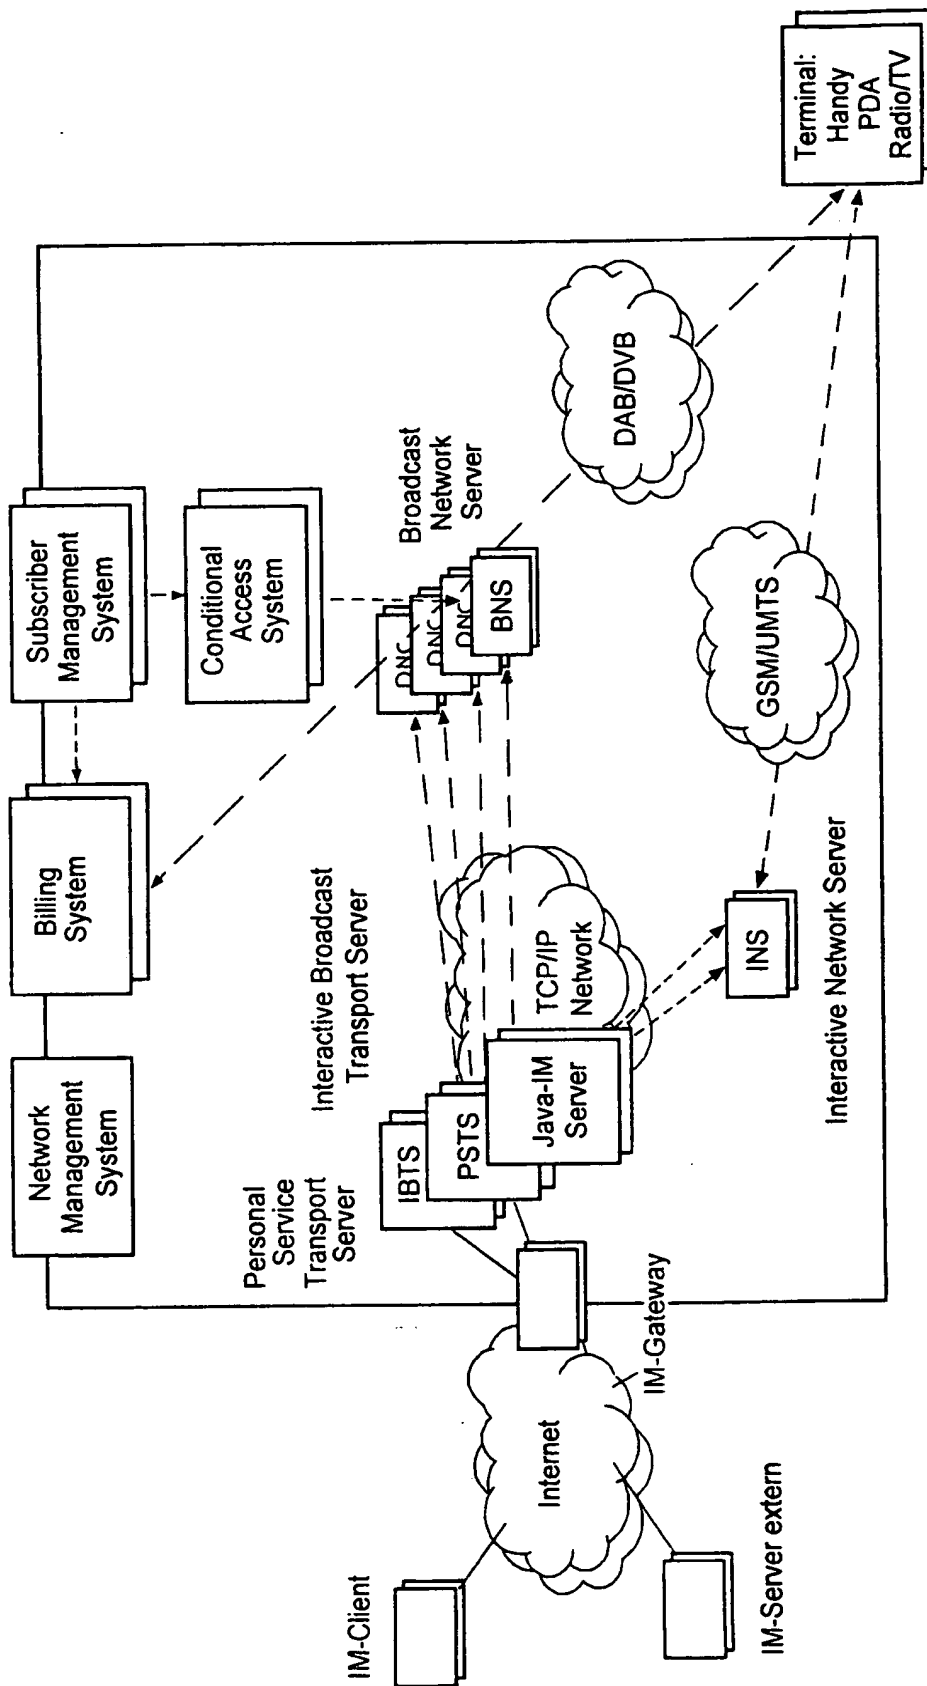 Network
Management
System
Billing
System
Subscriber
Management
System
Conditional
Access
System
Personal
Service
Transport
Server
Interactive Broadcast
Transport Server
Broadcast
Network
Server
IBTS
PSTS
Java-IM
Server
TCP/IP
Network
BNS
DAB/DVB
Terminal:
Handy
PDA
Radio/TV
IM-Client
Internet
IM-Gateway
IM-Server extern
INS
Interactive Network Server
GSM/UMTS